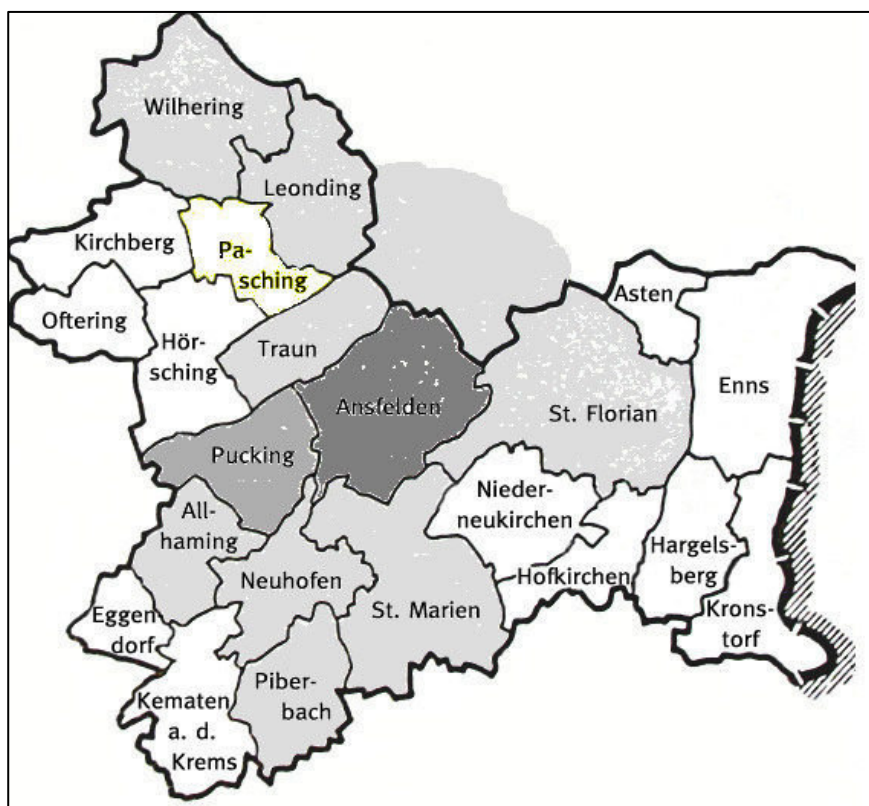 Wilhering
Leonding
Kirchberg
Pa-
sching
Oftering
Hör-
sching
Traun
Asten
Enns
Ansfelden
St. Florian
Pucking
Nieder-
neukirchen
All-
haming
Hargels-
berg
Neuhofen
Hofkirchen
Eggen
dorf
St. Marien
Krons-
torf
Piber-
bach
Kematen
a. d.
Krems